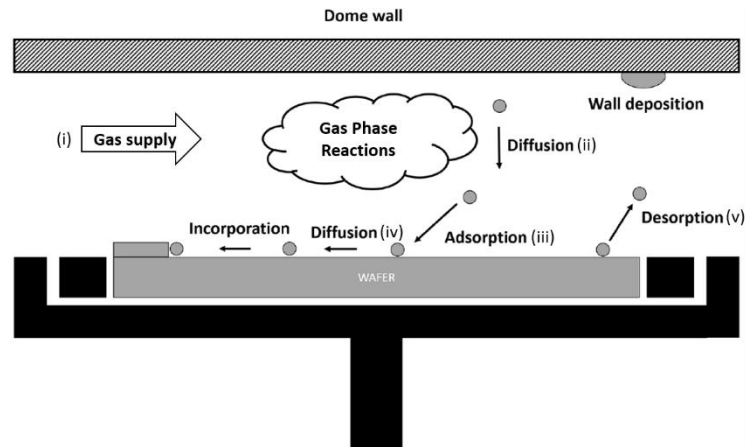 Dome wall
Wall deposition
(i) Gas supply
Gas Phase
Reactions
Diffusion (ii)
Desorption (v)
Incorporation
Diffusion (iv)
Adsorption (iii)
WAFER